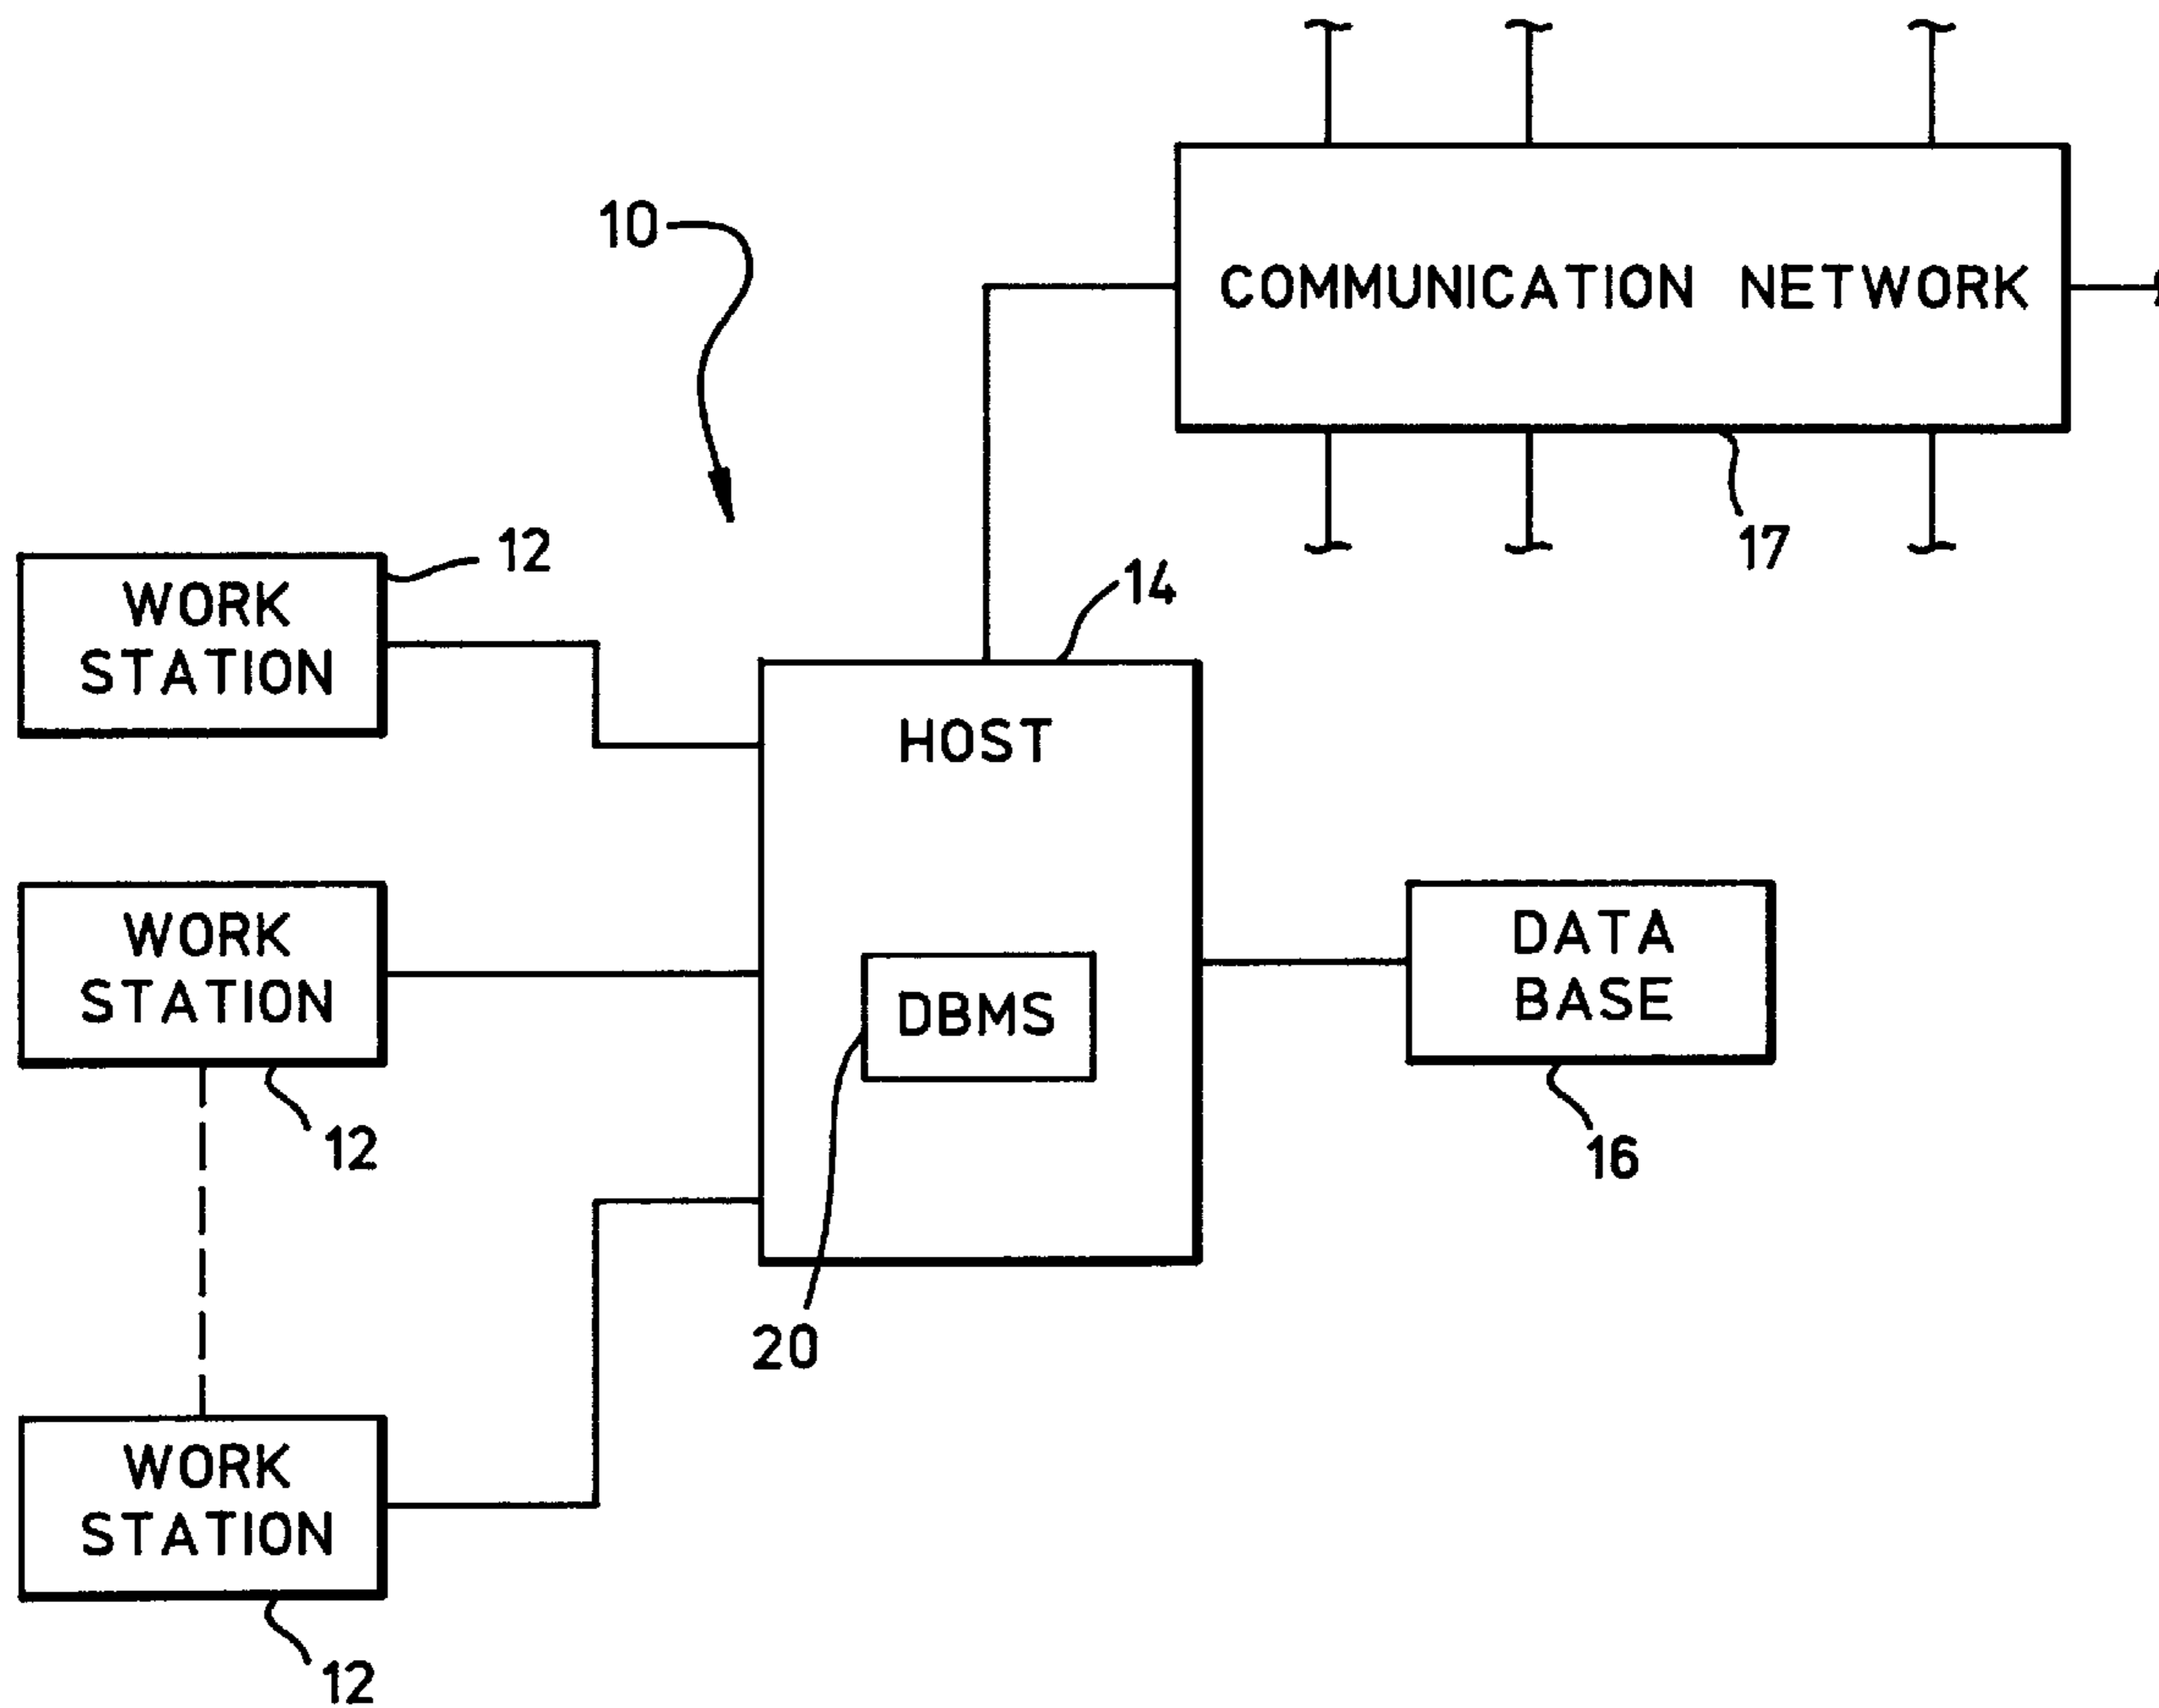 10
COMMUNICATION NETWORK
17
12
WORK
STATION
14
HOST
WORK
STATION
12
DBMS
20
DATA
BASE
16
WORK
STATION
12